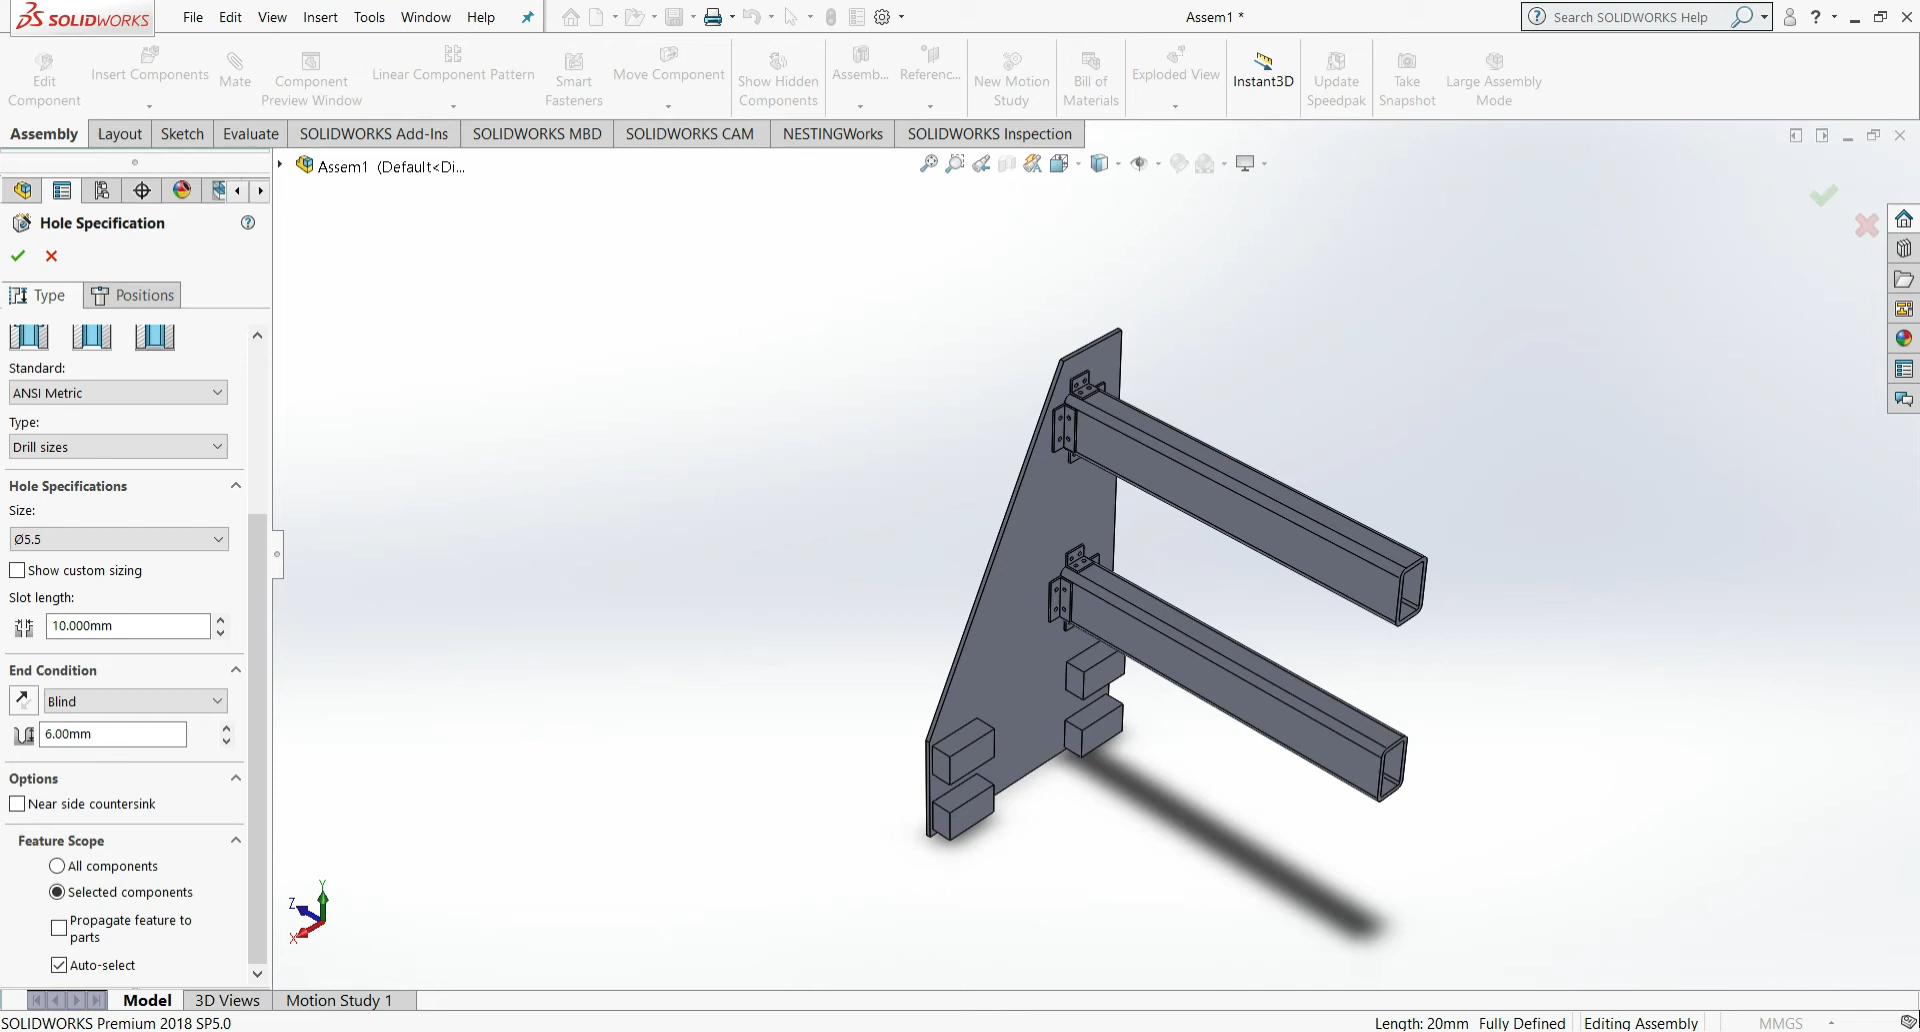 SOLIDWORKS File Edit View Insert Tools Window Help Assem1 * Search SOLIDWORKS Help
Edit Component Insert Components Mate Component Preview Window Linear Component Pattern Smart Fasteners Move Component Show Hidden Components Assemb... Referenc... New Motion Study Bill of Materials Exploded View Instant3D Update Speedpak Take Snapshot Large Assembly Mode
Assembly Layout Sketch Evaluate SOLIDWORKS Add-Ins SOLIDWORKS MBD SOLIDWORKS CAM NESTINGWorks SOLIDWORKS Inspection
Assem1 (Default<Di...
Hole Specification
Type Positions
Standard:
ANSI Metric
Type:
Drill sizes
Hole Specifications
Size:
Ø5.5
Show custom sizing
Slot length:
10.000mm
End Condition
Blind
6.00mm
Options
Near side countersink
Feature Scope
All components
Selected components
Propagate feature to
parts
Auto-select
Y
Z
X
Model 3D Views Motion Study 1
SOLIDWORKS Premium 2018 SP5.0 Length: 20mm Fully Defined Editing Assembly MMGS